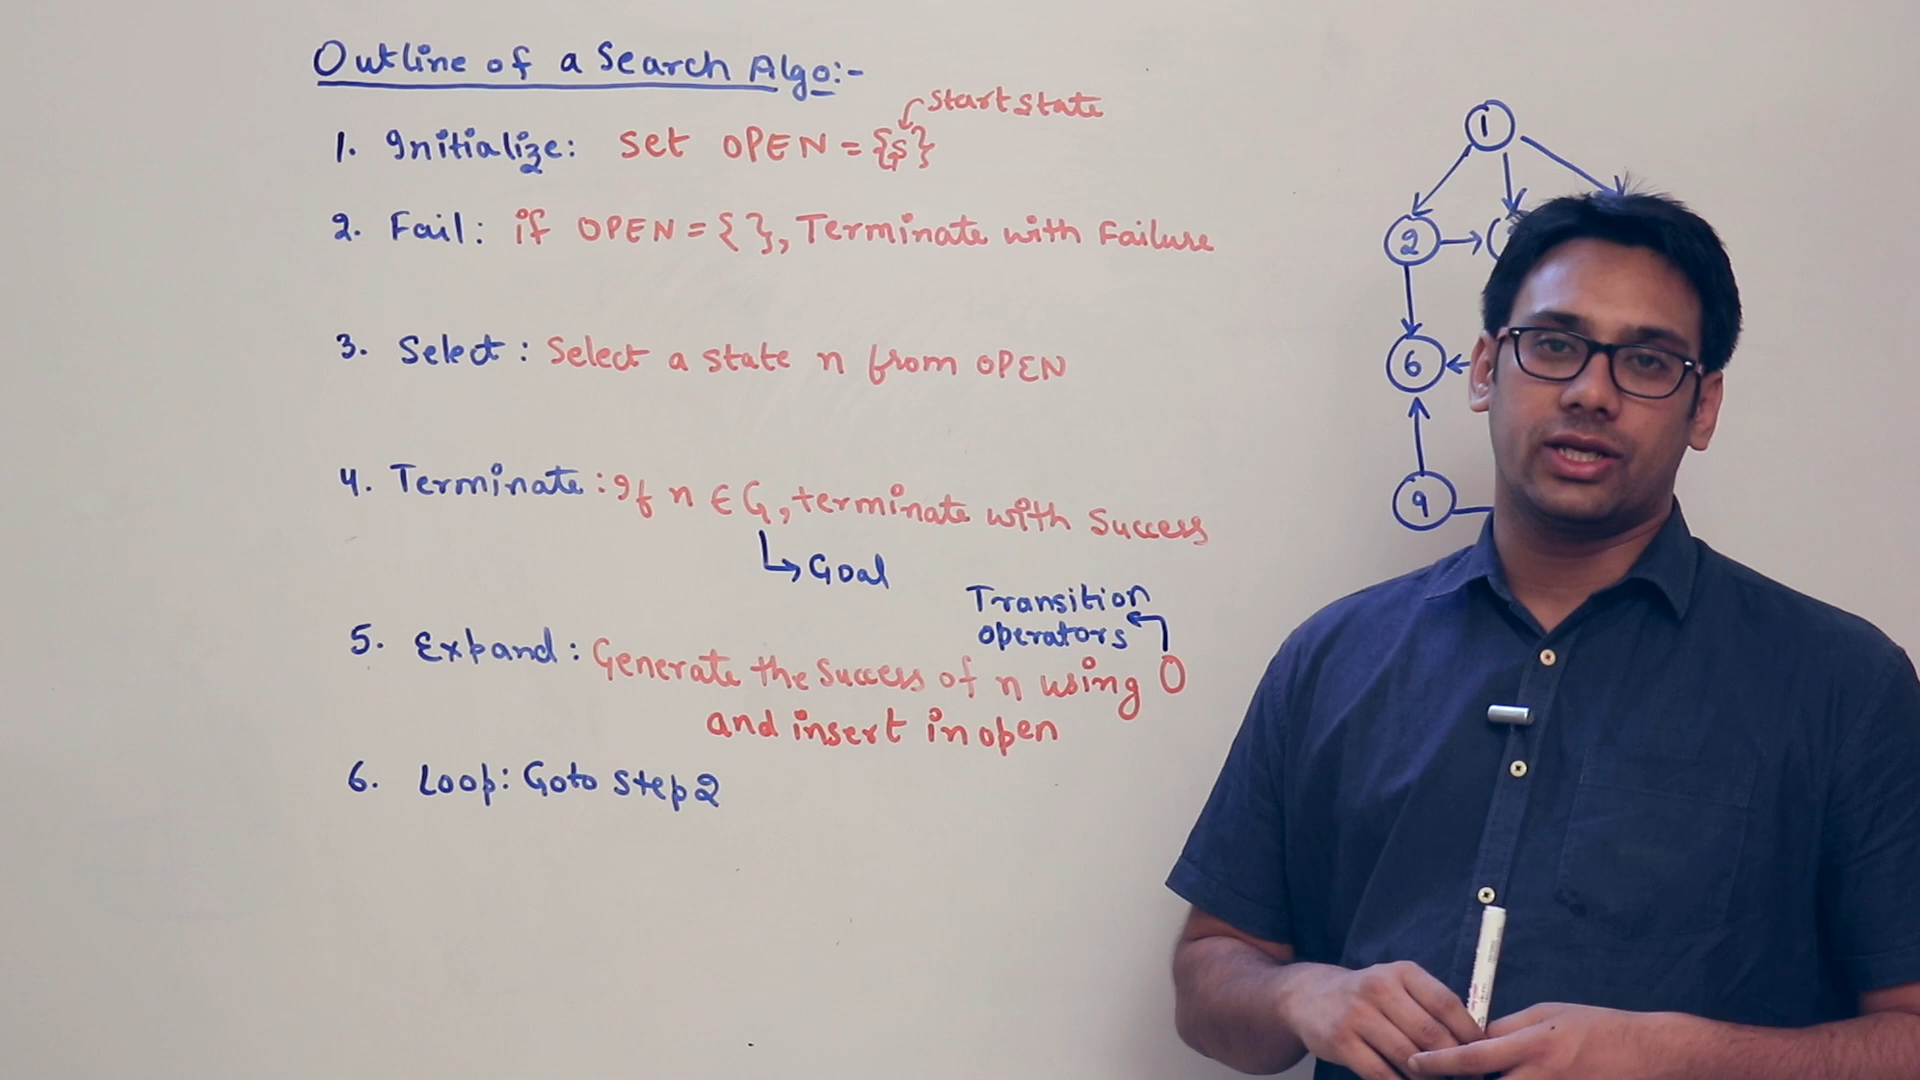 Outline of a Search Algo:-
start state
1. Initialize: Set OPEN = {s}
2. Fail: if OPEN = { }, Terminate with Failure
3. Select: Select a state n from OPEN
4. Terminate: If n ∈ G, terminate with Success
Goal
Transition
operators
5. Expand: Generate the Success of n using O
and insert in open
6. Loop: Goto step 2
1
2
6
9